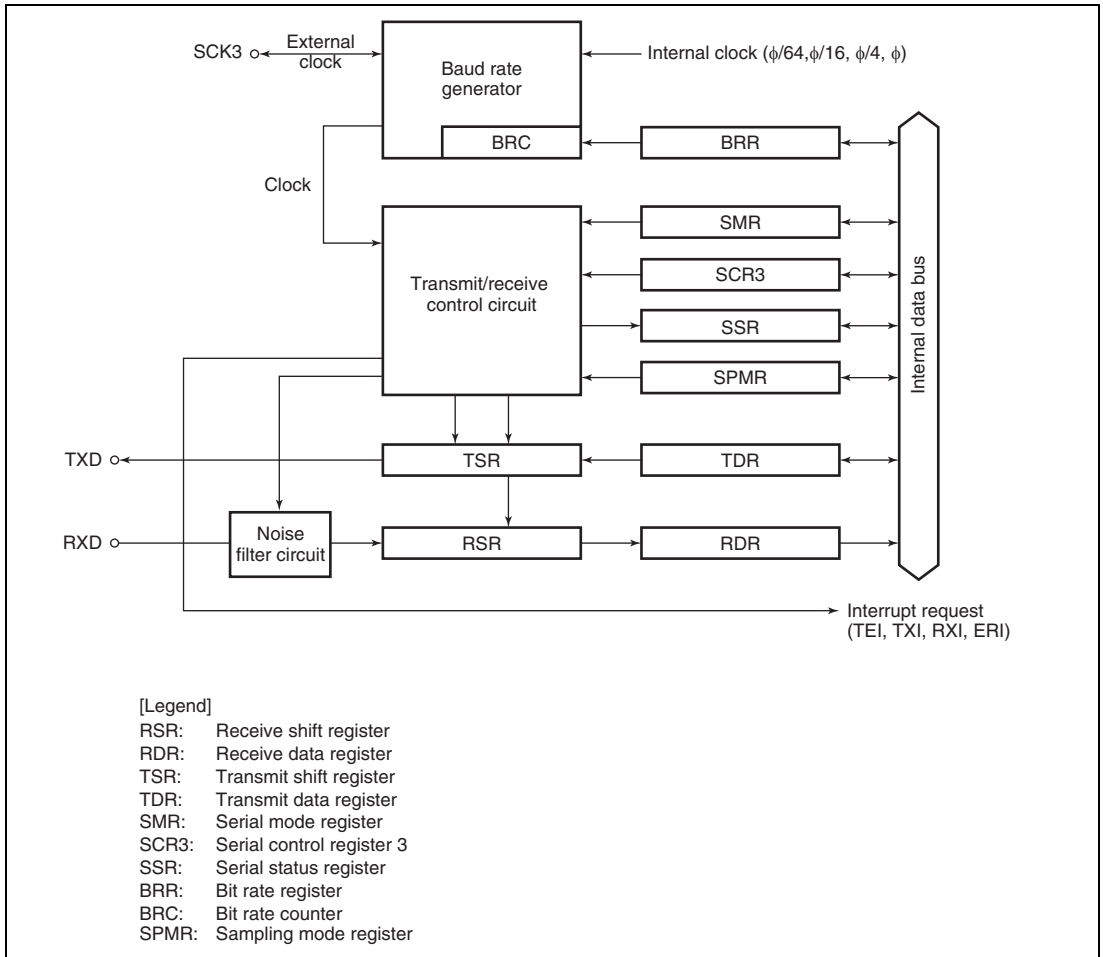 SCK3
External
clock
Baud rate
generator
Internal clock (ϕ/64,ϕ/16, ϕ/4, ϕ)
BRC
BRR
Clock
SMR
Transmit/receive
control circuit
SCR3
SSR
SPMR
Internal data bus
TXD
TSR
TDR
RXD
Noise
filter circuit
RSR
RDR
Interrupt request
(TEI, TXI, RXI, ERI)
[Legend]
RSR: Receive shift register
RDR: Receive data register
TSR: Transmit shift register
TDR: Transmit data register
SMR: Serial mode register
SCR3: Serial control register 3
SSR: Serial status register
BRR: Bit rate register
BRC: Bit rate counter
SPMR: Sampling mode register